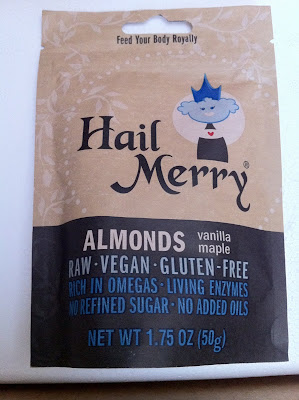 Feed Your Body Royally
Hail
Merry®
ALMONDS vanilla maple
RAW · VEGAN · GLUTEN-FREE
RICH IN OMEGAS · LIVING ENZYMES
NO REFINED SUGAR · NO ADDED OILS
NET WT 1.75 OZ (50g)